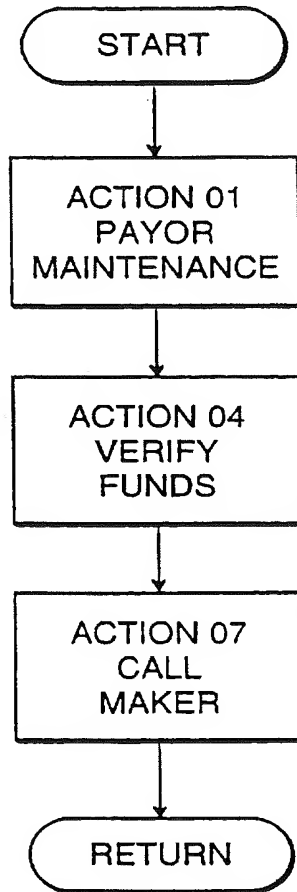 START
ACTION 01
PAYOR
MAINTENANCE
ACTION 04
VERIFY
FUNDS
ACTION 07
CALL
MAKER
RETURN